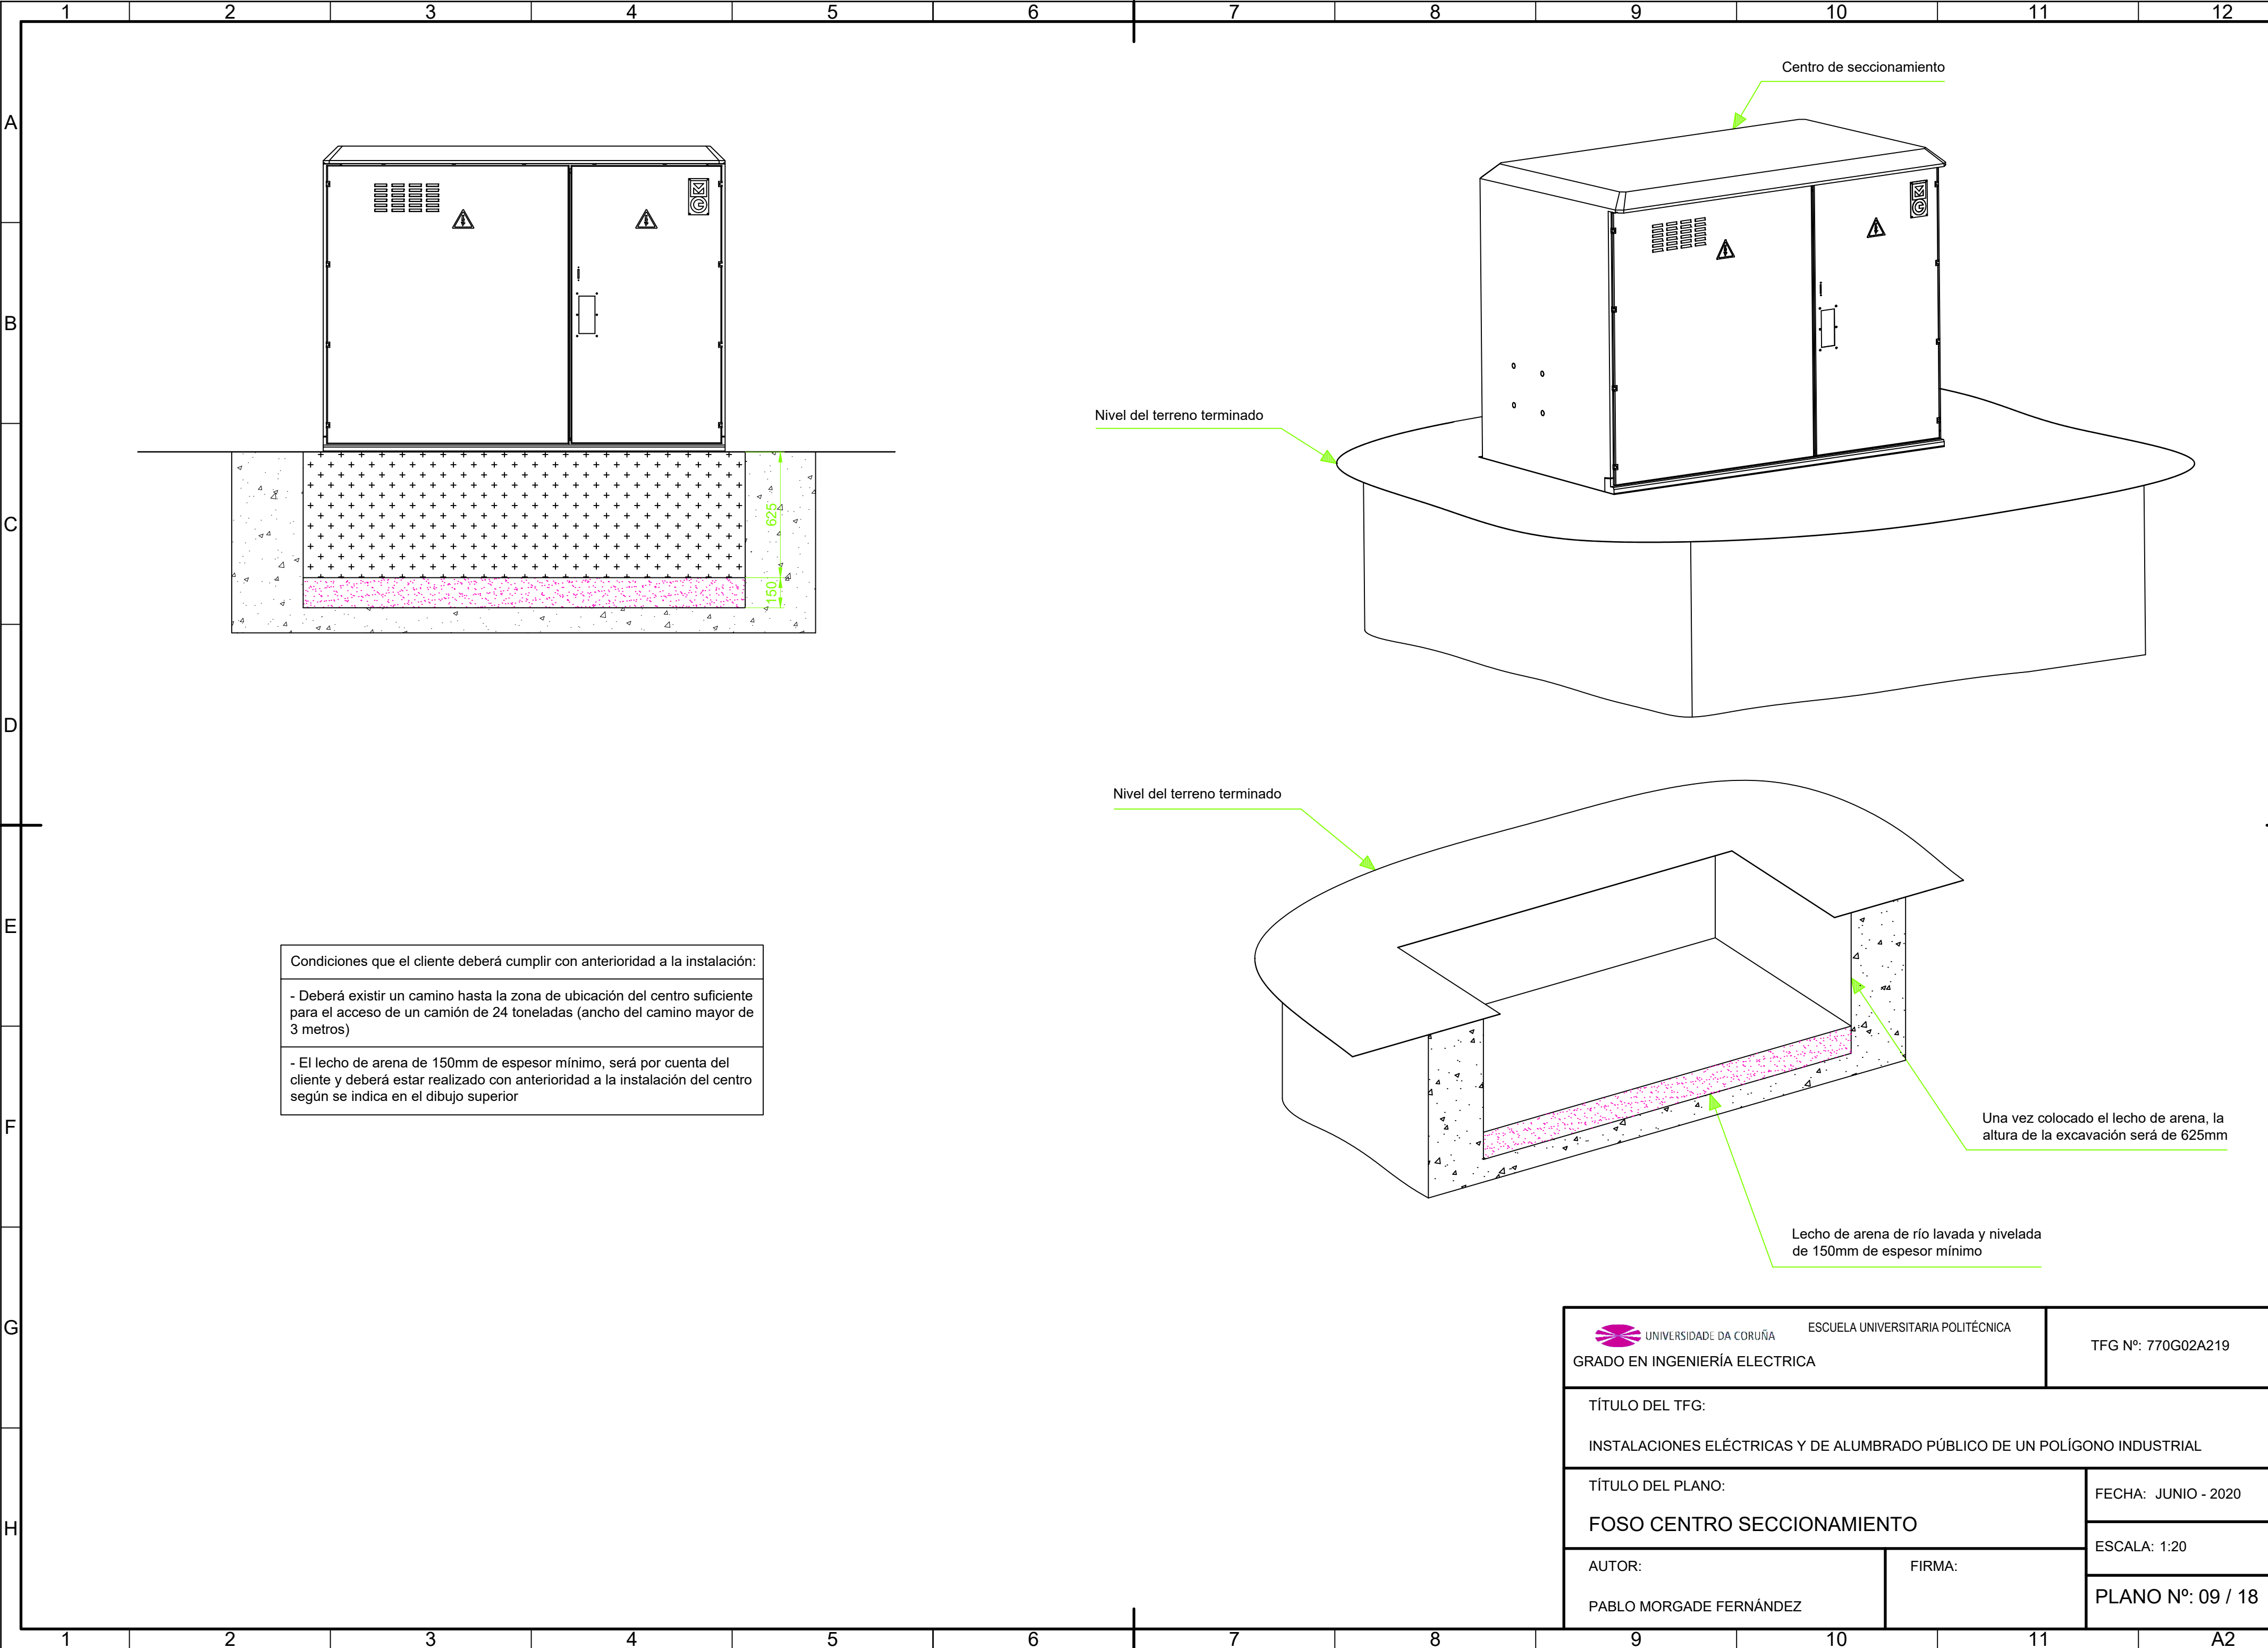 1 2 3 4 5 6 7 8 9 10 11 12
A
B
C
D
E
F
G
H
Centro de seccionamiento
Nivel del terreno terminado
625
150
Nivel del terreno terminado
Condiciones que el cliente deberá cumplir con anterioridad a la instalación:
- Deberá existir un camino hasta la zona de ubicación del centro suficiente
para el acceso de un camión de 24 toneladas (ancho del camino mayor de
3 metros)
- El lecho de arena de 150mm de espesor mínimo, será por cuenta del
cliente y deberá estar realizado con anterioridad a la instalación del centro
según se indica en el dibujo superior
Una vez colocado el lecho de arena, la
altura de la excavación será de 625mm
Lecho de arena de río lavada y nivelada
de 150mm de espesor mínimo
UNIVERSIDADE DA CORUÑA
ESCUELA UNIVERSITARIA POLITÉCNICA
GRADO EN INGENIERÍA ELECTRICA
TFG Nº: 770G02A219
TÍTULO DEL TFG:
INSTALACIONES ELÉCTRICAS Y DE ALUMBRADO PÚBLICO DE UN POLÍGONO INDUSTRIAL
TÍTULO DEL PLANO:
FOSO CENTRO SECCIONAMIENTO
FECHA: JUNIO - 2020
ESCALA: 1:20
AUTOR:
PABLO MORGADE FERNÁNDEZ
FIRMA:
PLANO Nº: 09 / 18
1 2 3 4 5 6 7 8 9 10 11 A2